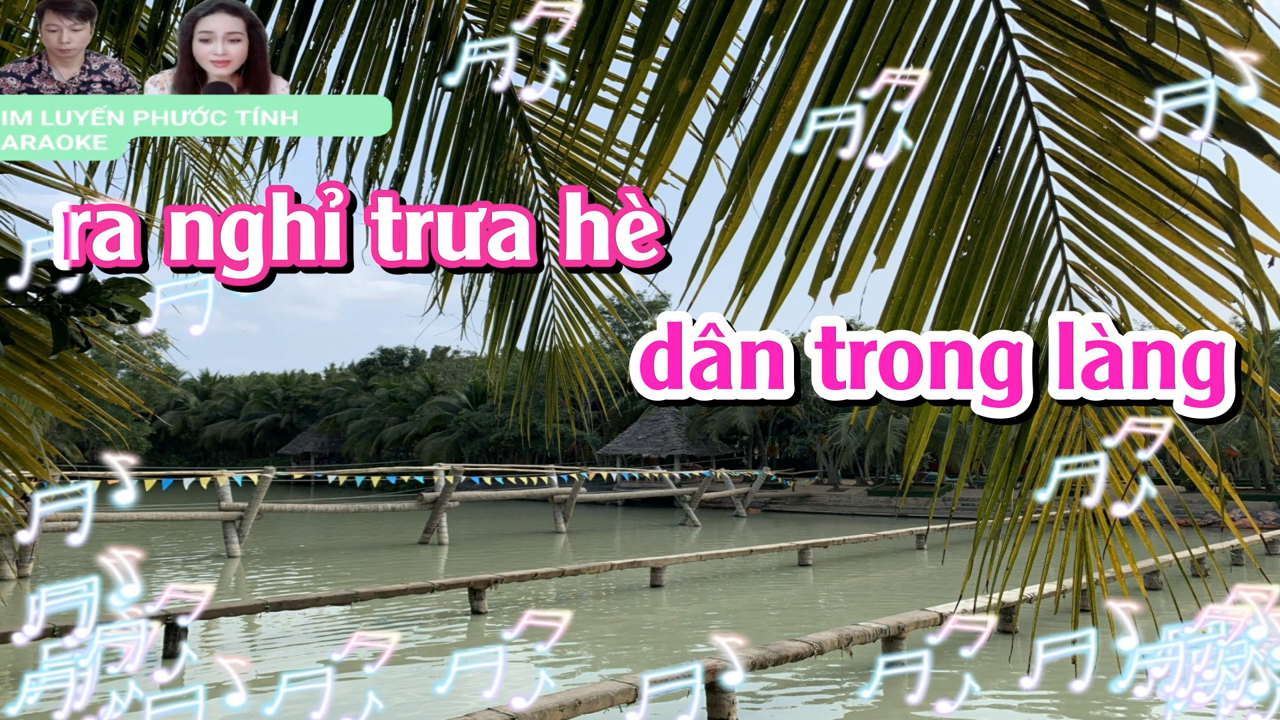 IM LUYẾN PHƯỚC TÍNH
ARAOKE
ra nghỉ trưa hè
dân trong làng